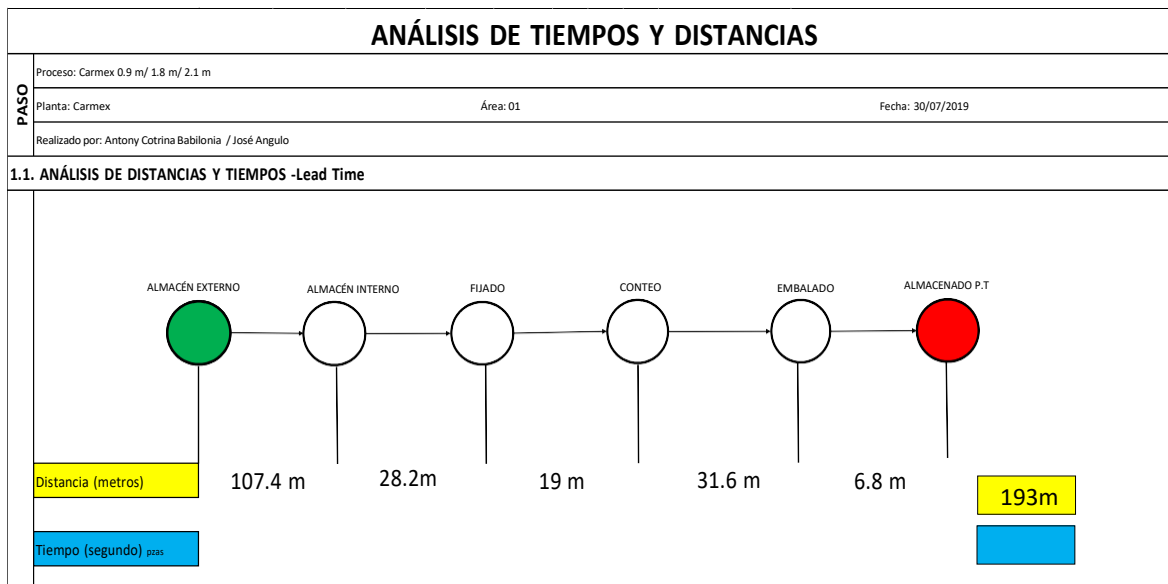 ANÁLISIS DE TIEMPOS Y DISTANCIAS
PASO
Proceso: Carmex 0.9 m/ 1.8 m/ 2.1 m
Planta: Carmex Área: 01 Fecha: 30/07/2019
Realizado por: Antony Cotrina Babilonia / José Angulo
1.1. ANÁLISIS DE DISTANCIAS Y TIEMPOS -Lead Time
ALMACÉN EXTERNO ALMACÉN INTERNO FIJADO CONTEO EMBALADO ALMACENADO P.T
Distancia (metros) 107.4 m 28.2m 19 m 31.6 m 6.8 m 193m
Tiempo (segundo) pzas